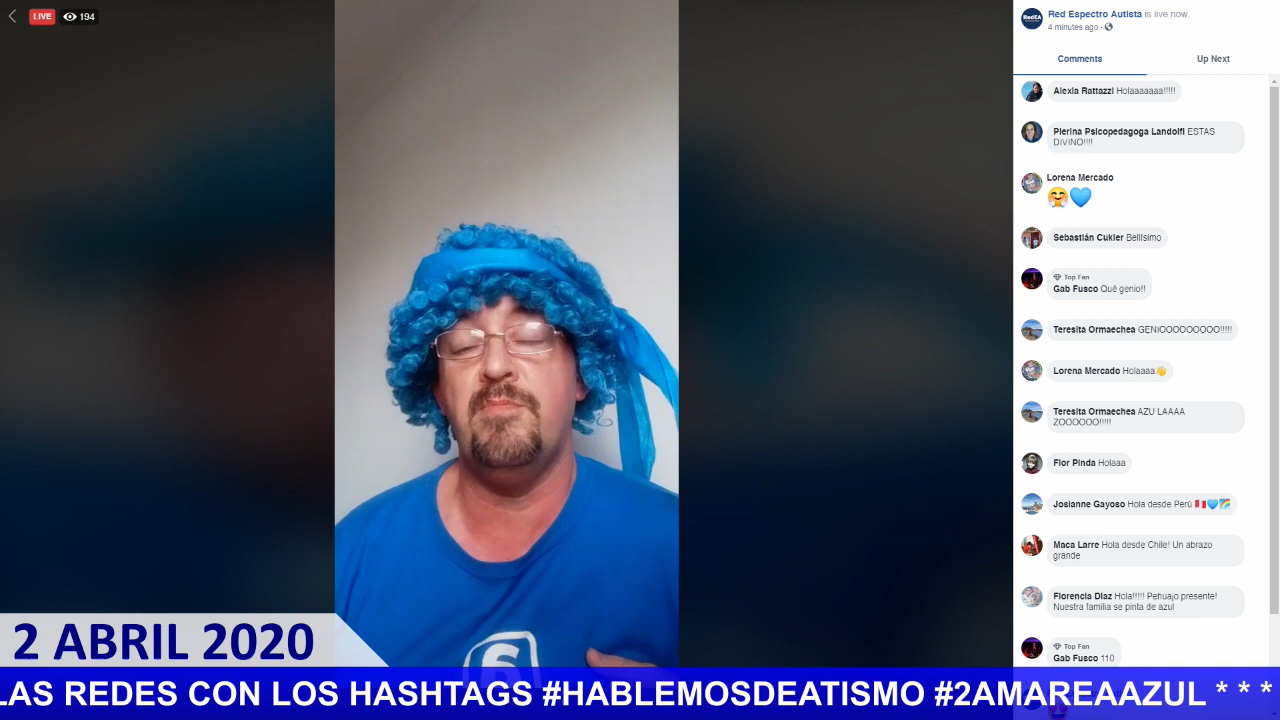 LIVE 194
RedEA
Red Espectro Autista is live now.
4 minutes ago ·
Comments Up Next
Alexia Rattazzi Holaaaaaaa!!!!!
Pierina Psicopedagoga Landolfi ESTAS
DIVINO!!!!
Lorena Mercado
Sebastián Cukier Bellísimo
Top Fan
Gab Fusco Qué genio!!
Teresita Ormaechea GENIOOOOOOOOO!!!!!
Lorena Mercado Holaaaa👋
Teresita Ormaechea AZU LAAAA
ZOOOOOO!!!!!
Flor Pinda Holaaa
Josianne Gayoso Hola desde Perú 🇵🇪💙🌈
Maca Larre Hola desde Chile! Un abrazo
grande
Florencia Diaz Hola!!!!! Pehuajo presente!
Nuestra familia se pinta de azul
Top Fan
Gab Fusco 110
2 ABRIL 2020
LAS REDES CON LOS HASHTAGS #HABLEMOSDEATISMO #2AMAREAAZUL * * *